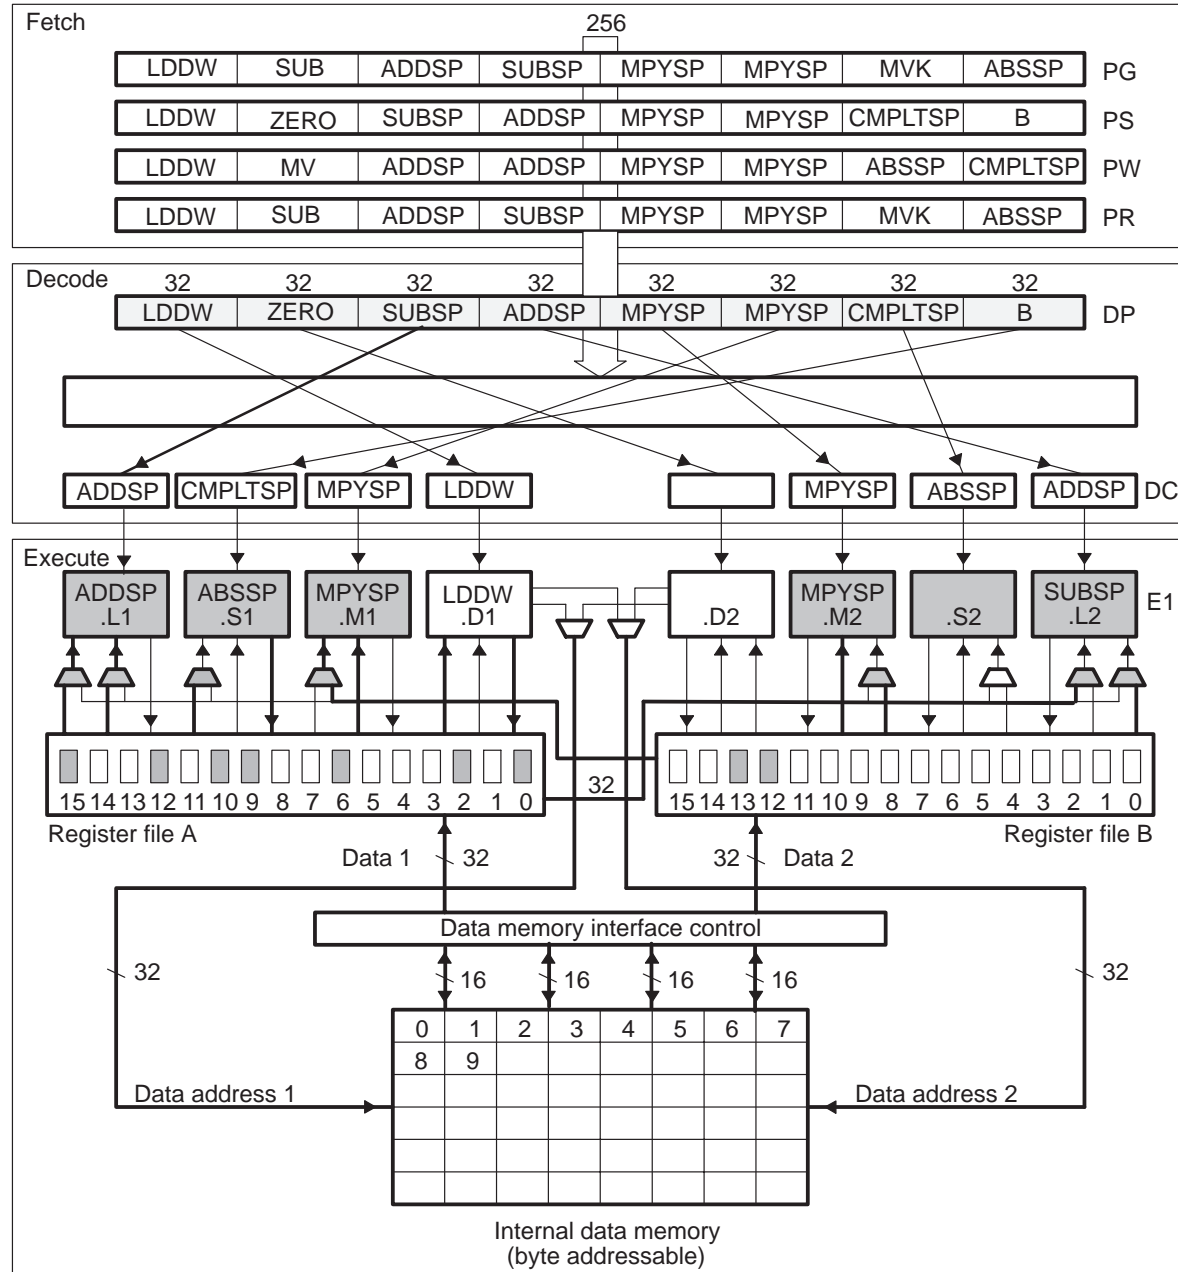 Fetch
256
LDDW SUB ADDSP SUBSP MPYSP MPYSP MVK ABSSP PG
LDDW ZERO SUBSP ADDSP MPYSP MPYSP CMPLTSP B PS
LDDW MV ADDSP ADDSP MPYSP MPYSP ABSSP CMPLTSP PW
LDDW SUB ADDSP SUBSP MPYSP MPYSP MVK ABSSP PR
Decode
32 32 32 32 32 32 32 32
LDDW ZERO SUBSP ADDSP MPYSP MPYSP CMPLTSP B DP
ADDSP CMPLTSP MPYSP LDDW MPYSP ABSSP ADDSP DC
Execute
ADDSP ABSSP MPYSP LDDW MPYSP SUBSP E1
.L1 .S1 .M1 .D1 .D2 .M2 .S2 .L2
15 14 13 12 11 10 9 8 7 6 5 4 3 2 1 0
32
15 14 13 12 11 10 9 8 7 6 5 4 3 2 1 0
Register file A
Register file B
Data 1 32
32 Data 2
Data memory interface control
32 16 16 16 16 32
0 1 2 3 4 5 6 7
8 9
Data address 1
Data address 2
Internal data memory
(byte addressable)